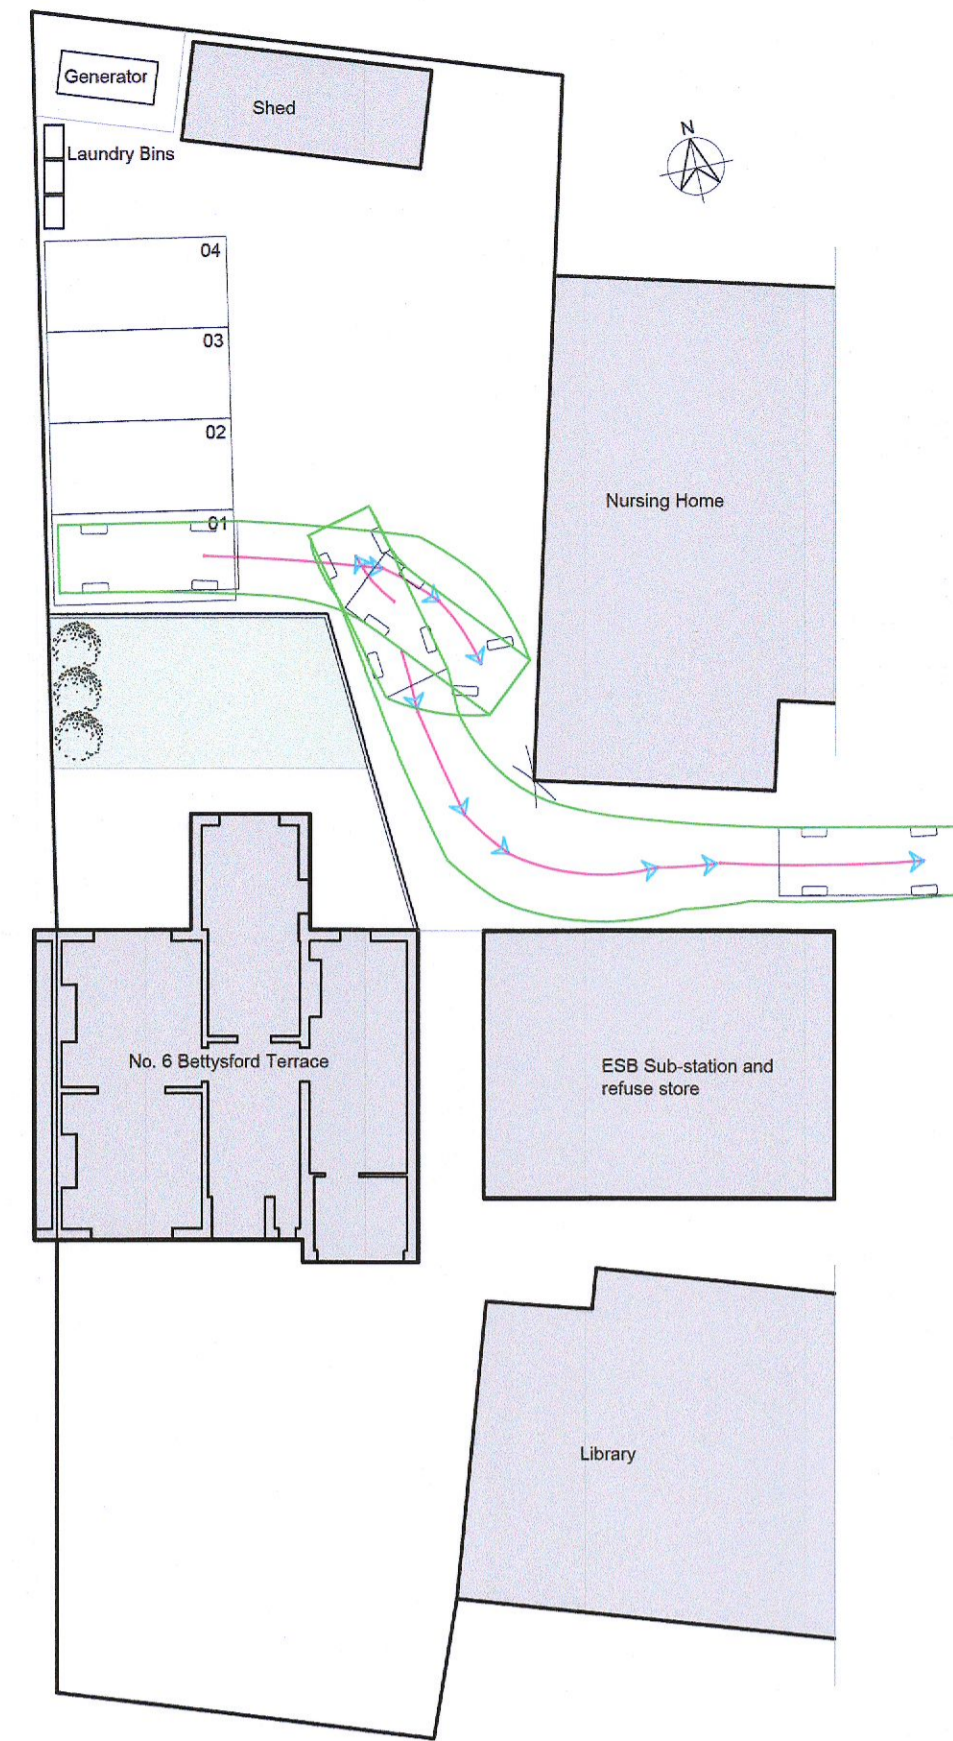 Generator
Shed
N
Laundry Bins
04
03
02
01
Nursing Home
No. 6 Bettysford Terrace
ESB Sub-station and
refuse store
Library